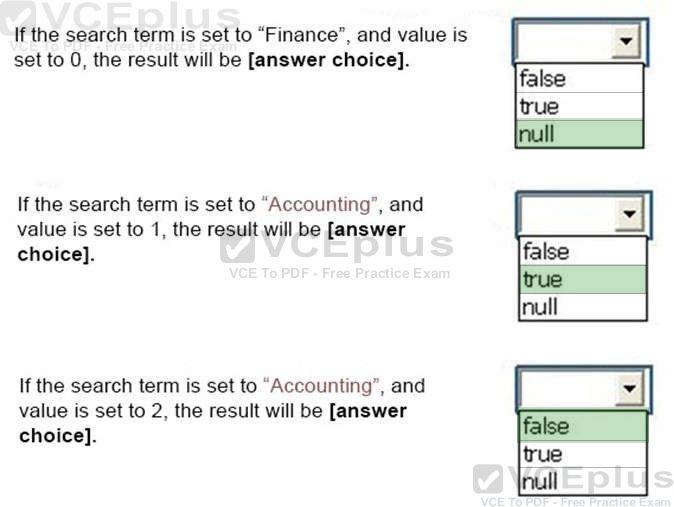 VCEplus
VCE To PDF - Free Practice Exam
If the search term is set to “Finance”, and value is
set to 0, the result will be [answer choice].
false
true
null
If the search term is set to “Accounting”, and
value is set to 1, the result will be [answer
choice].
false
true
null
VCEplus
VCE To PDF - Free Practice Exam
If the search term is set to “Accounting”, and
value is set to 2, the result will be [answer
choice].
false
true
null
VCEplus
VCE To PDF - Free Practice Exam